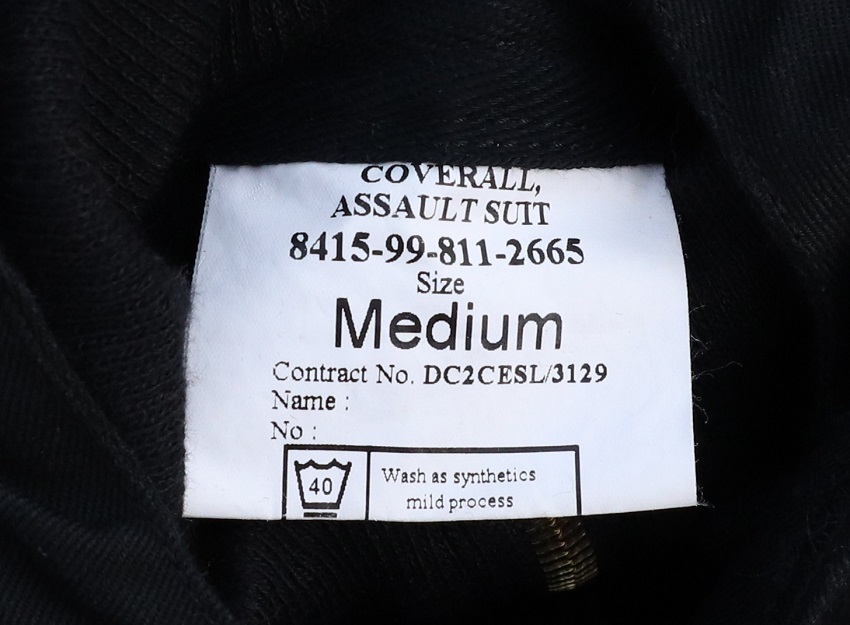 COVERALL,
ASSAULT SUIT
8415-99-811-2665
Size
Medium
Contract No. DC2CESL/3129
Name :
No :
40
Wash as synthetics
mild process